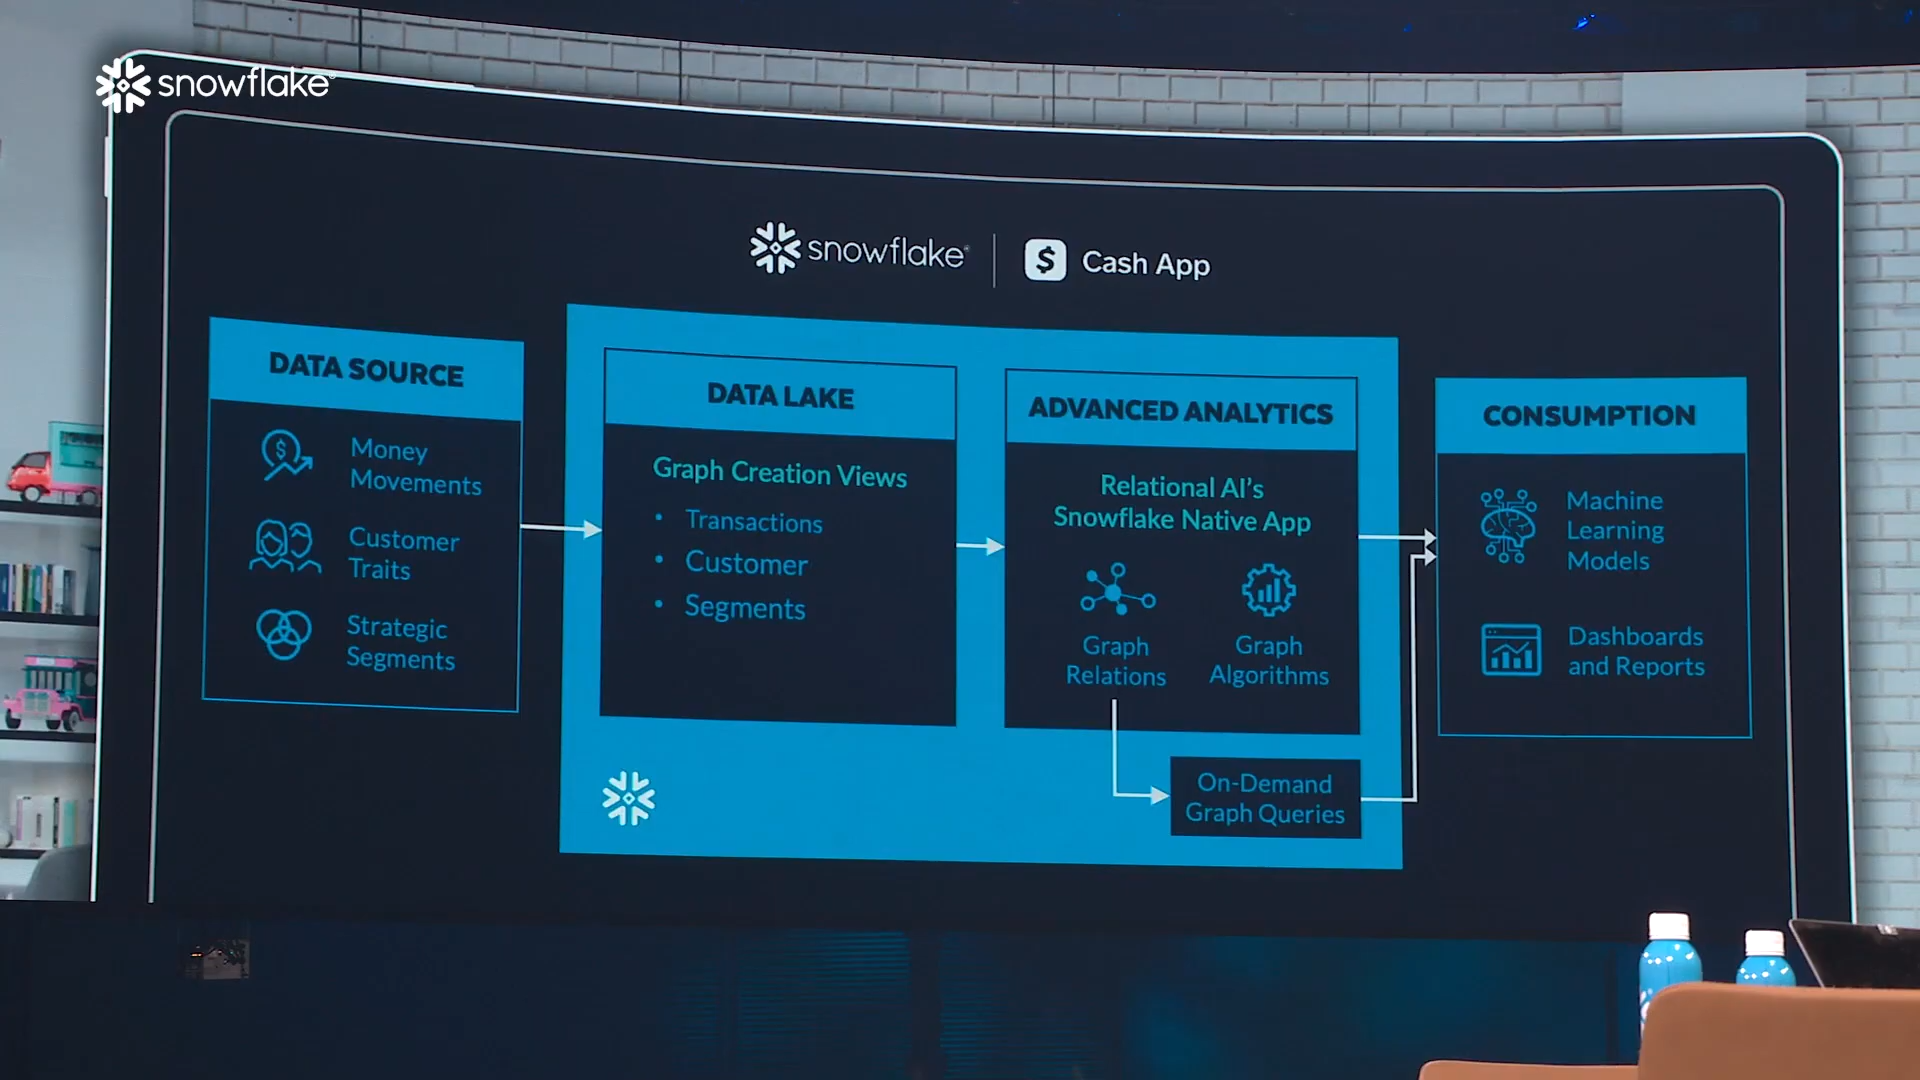 snowflake
snowflake
Cash App
DATA SOURCE
Money
Movements
Customer
Traits
Strategic
Segments
DATA LAKE
Graph Creation Views
• Transactions
• Customer
• Segments
ADVANCED ANALYTICS
Relational AI's
Snowflake Native App
Graph
Relations
Graph
Algorithms
On-Demand
Graph Queries
CONSUMPTION
Machine
Learning
Models
Dashboards
and Reports